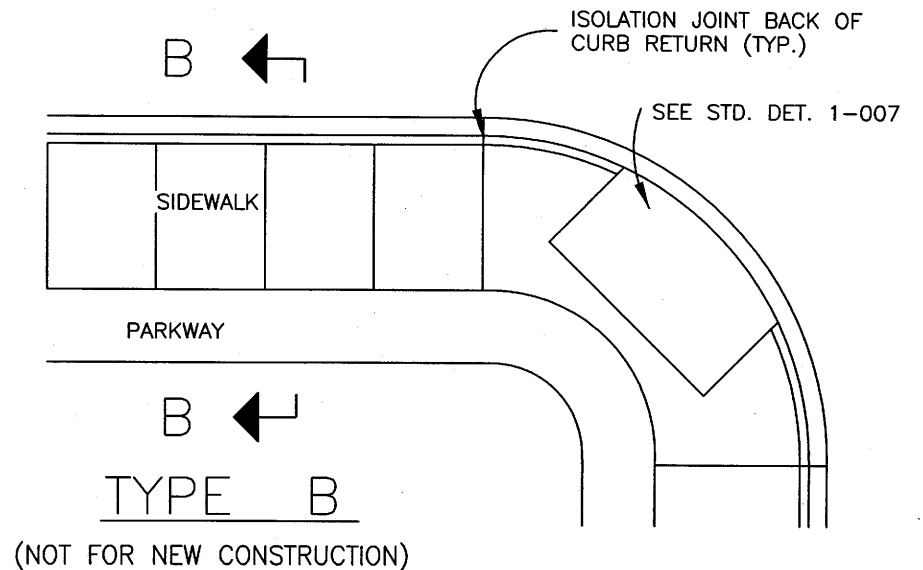 ISOLATION JOINT BACK OF
CURB RETURN (TYP.)
B
SEE STD. DET. 1-007
SIDEWALK
PARKWAY
B
TYPE B
(NOT FOR NEW CONSTRUCTION)